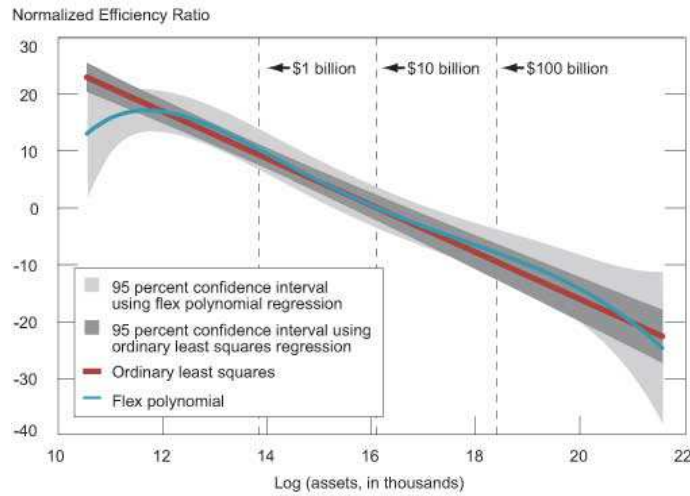 Normalized Efficiency Ratio
30
20
10
0
-10
-20
-30
-40
$1 billion
$10 billion
$100 billion
95 percent confidence interval
using flex polynomial regression
95 percent confidence interval using
ordinary least squares regression
Ordinary least squares
Flex polynomial
10 12 14 16 18 20 22
Log (assets, in thousands)